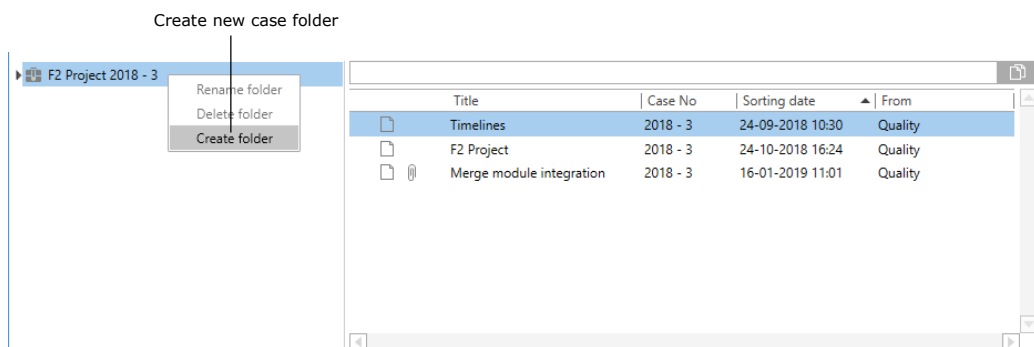 Create new case folder
F2 Project 2018 - 3
Rename folder
Delete folder
Create folder
Title Case No Sorting date From
Timelines 2018 - 3 24-09-2018 10:30 Quality
F2 Project 2018 - 3 24-10-2018 16:24 Quality
Merge module integration 2018 - 3 16-01-2019 11:01 Quality